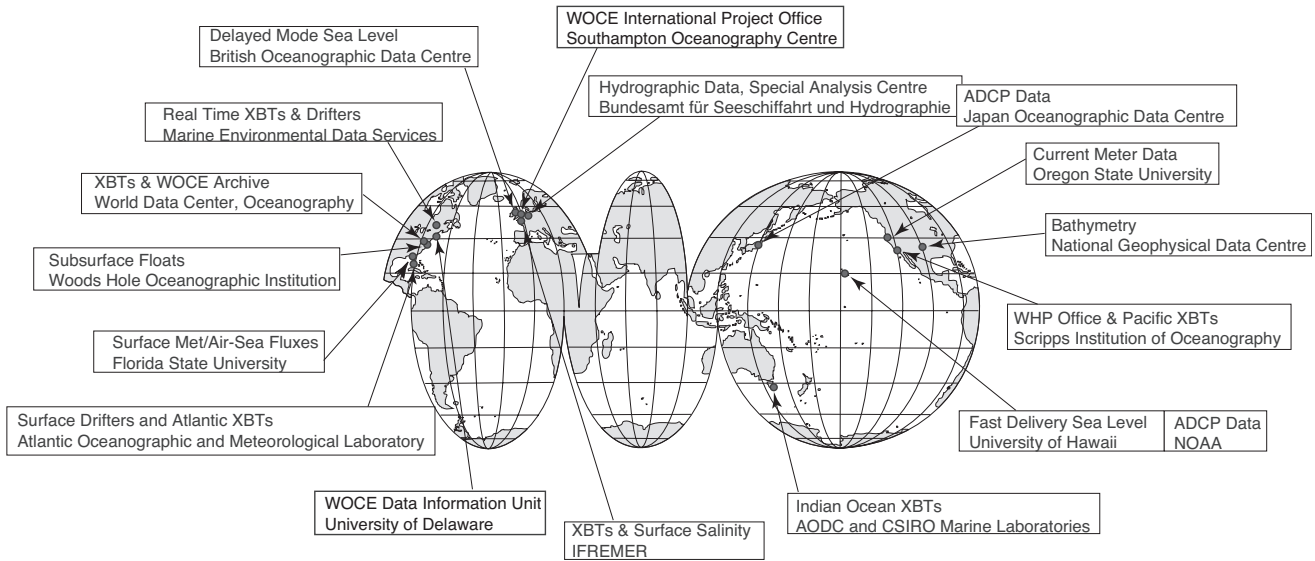 WOCE International Project Office
Southampton Oceanography Centre
Delayed Mode Sea Level
British Oceanographic Data Centre
Hydrographic Data, Special Analysis Centre
Bundesamt für Seeschiffahrt und Hydrographie
ADCP Data
Japan Oceanographic Data Centre
Real Time XBTs & Drifters
Marine Environmental Data Services
Current Meter Data
Oregon State University
XBTs & WOCE Archive
World Data Center, Oceanography
Bathymetry
National Geophysical Data Centre
Subsurface Floats
Woods Hole Oceanographic Institution
WHP Office & Pacific XBTs
Scripps Institution of Oceanography
Surface Met/Air-Sea Fluxes
Florida State University
Surface Drifters and Atlantic XBTs
Atlantic Oceanographic and Meteorological Laboratory
Fast Delivery Sea Level
University of Hawaii
ADCP Data
NOAA
WOCE Data Information Unit
University of Delaware
XBTs & Surface Salinity
IFREMER
Indian Ocean XBTs
AODC and CSIRO Marine Laboratories